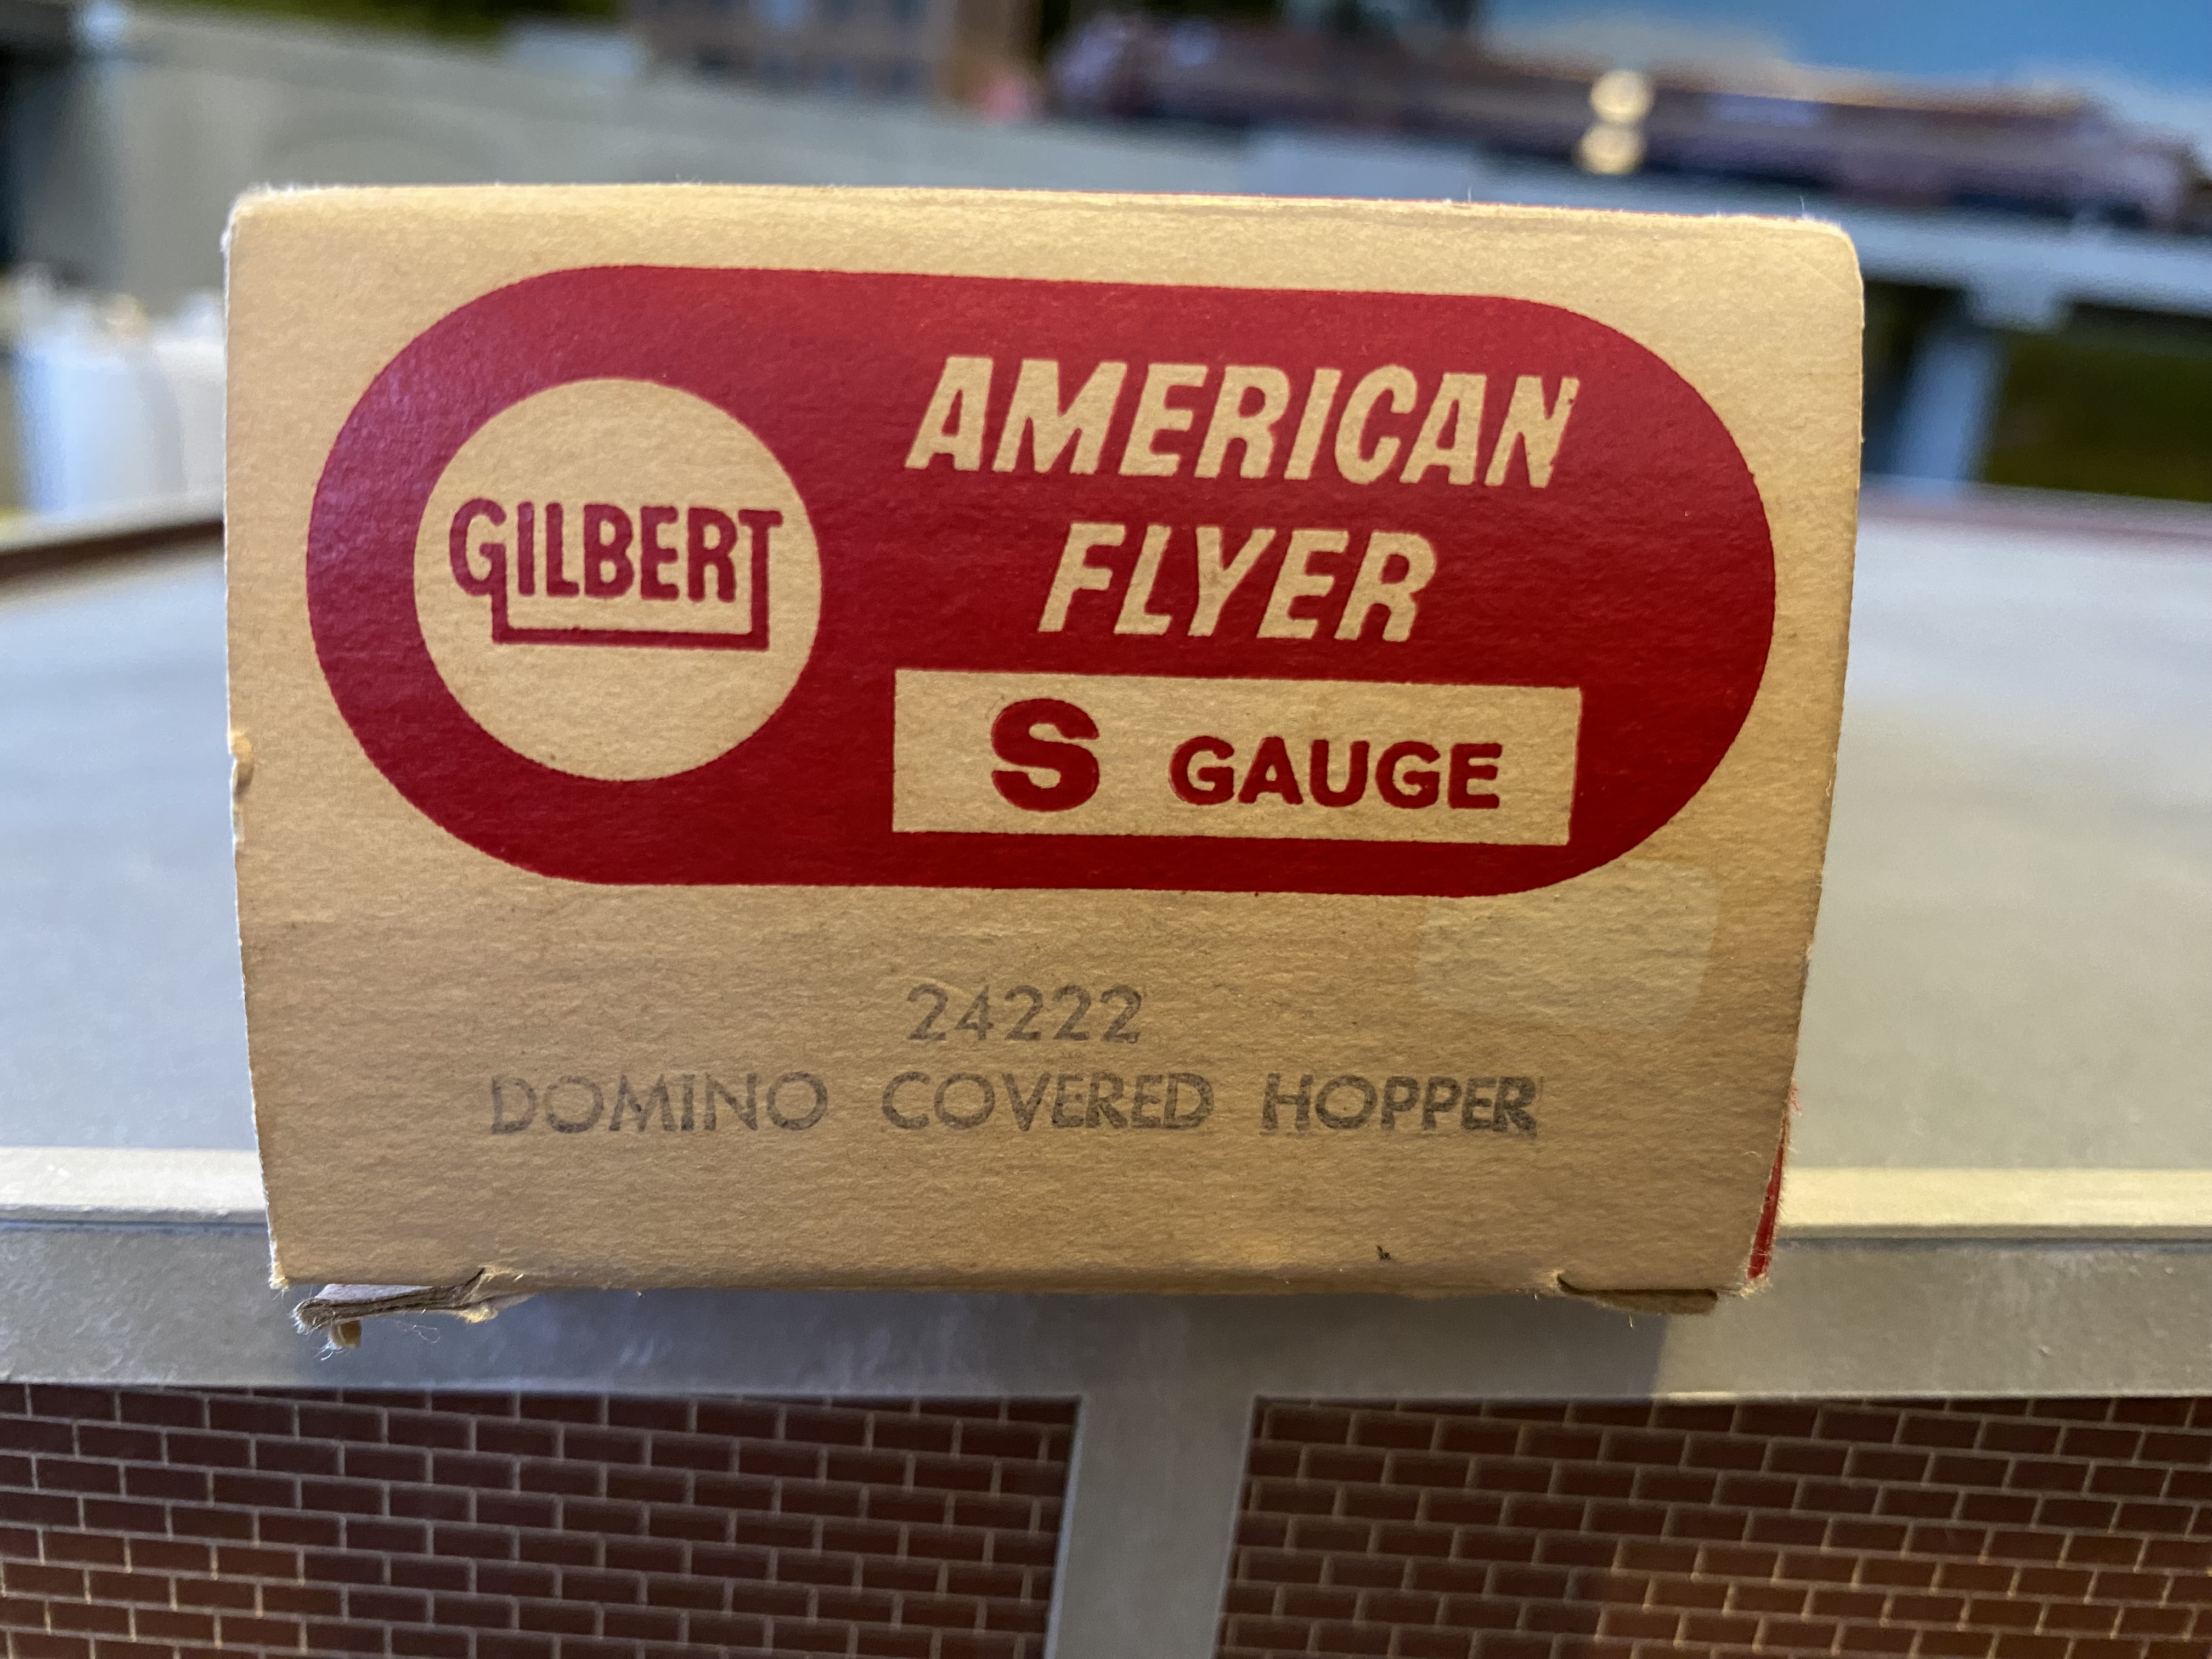 GILBERT
AMERICAN
FLYER
S GAUGE
24222
DOMINO COVERED HOPPER